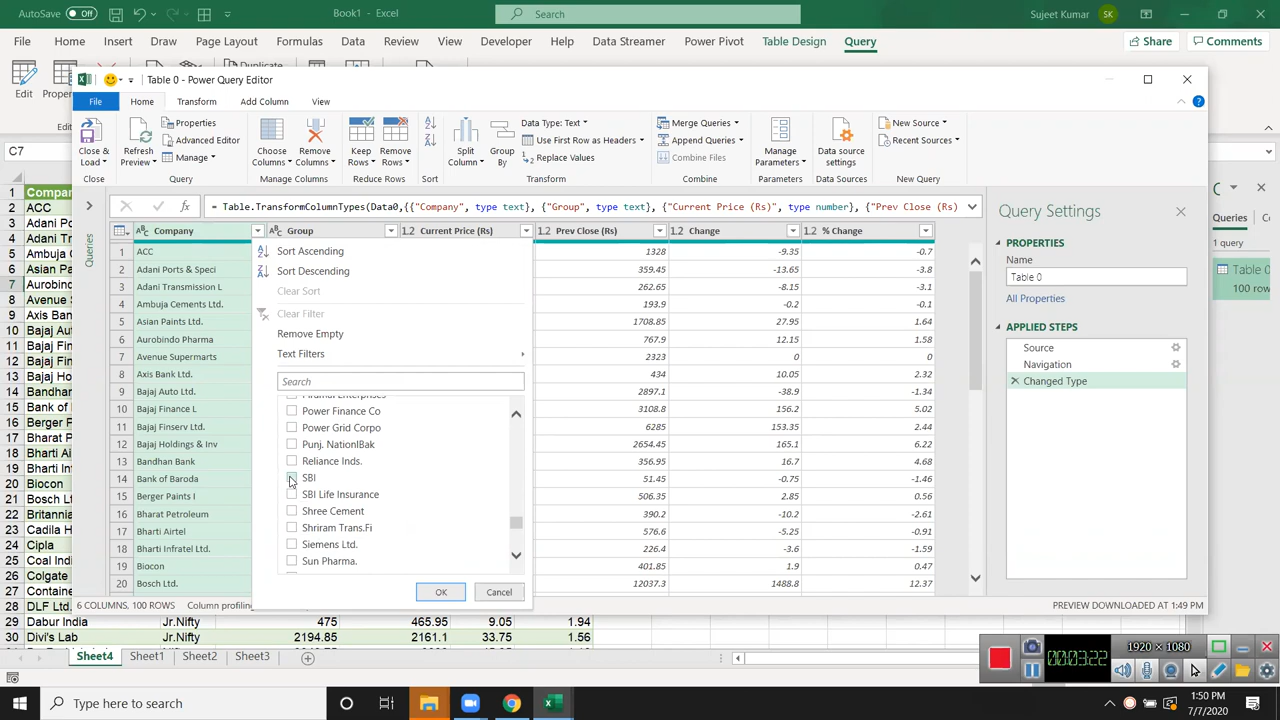 AutoSave Off Book1 - Excel Search Sujeet Kumar SK
File Home Insert Draw Page Layout Formulas Data Review View Developer Help Data Streamer Power Pivot Table Design Query Share Comments
Table 0 - Power Query Editor
Edit
File Home Transform Add Column View
Close & Load
Refresh Preview
Properties
Advanced Editor
Manage
Choose Columns
Remove Columns
Keep Rows
Remove Rows
Split Column
Group By
Data Type: Text
Use First Row as Headers
Replace Values
Merge Queries
Append Queries
Combine Files
Manage Parameters
Data source settings
New Source
Recent Sources
Close Query Manage Columns Reduce Rows Sort Transform Combine Parameters Data Sources New Query
C7
= Table.TransformColumnTypes(Data0,{{"Company", type text}, {"Group", type text}, {"Current Price (Rs)", type number}, {"Prev Close (Rs)
Queries
Company Group 1.2 Current Price (Rs) 1.2 Prev Close (Rs) 1.2 Change 1.2 % Change
1 ACC 1328 -9.35 -0.7
2 Adani Ports & Speci 359.45 -13.65 -3.8
3 Adani Transmission L 262.65 -8.15 -3.1
4 Ambuja Cements Ltd. 193.9 -0.2 -0.1
5 Asian Paints Ltd. 1708.85 27.95 1.64
6 Aurobindo Pharma 767.9 12.15 1.58
7 Avenue Supermarts 2323 0 0
8 Axis Bank Ltd. 434 10.05 2.32
9 Bajaj Auto Ltd. 2897.1 -38.9 -1.34
10 Bajaj Finance L 3108.8 156.2 5.02
11 Bajaj Finserv Ltd. 6285 153.35 2.44
12 Bajaj Holdings & Inv 2654.45 165.1 6.22
13 Bandhan Bank 356.95 16.7 4.68
14 Bank of Baroda 51.45 -0.75 -1.46
15 Berger Paints I 506.35 2.85 0.56
16 Bharat Petroleum 390.2 -10.2 -2.61
17 Bharti Airtel 576.6 -5.25 -0.91
18 Bharti Infratel Ltd. 226.4 -3.6 -1.59
19 Biocon 401.85 1.9 0.47
20 Bosch Ltd. 12037.3 1488.8 12.37
Sort Ascending
Sort Descending
Clear Sort
Clear Filter
Remove Empty
Text Filters
Search
Piramal Enterprises
Power Finance Co
Power Grid Corpo
Punj. NationlBak
Reliance Inds.
SBI
SBI Life Insurance
Shree Cement
Shriram Trans.Fi
Siemens Ltd.
Sun Pharma.
OK Cancel
Query Settings
PROPERTIES
Name
Table 0
All Properties
APPLIED STEPS
Source
Navigation
Changed Type
Queries
1 query
Table 0
6 COLUMNS, 100 ROWS PREVIEW DOWNLOADED AT 1:49 PM
1
2 ACC
28 DLF Ltd.
29 Dabur India Jr.Nifty 475 465.95 9.05 1.94
30 Divi's Lab Jr.Nifty 2194.85 2161.1 33.75 1.56
Sheet4 Sheet1 Sheet2 Sheet3
1920 × 1080
00:03:22
Type here to search
1:50 PM
7/7/2020